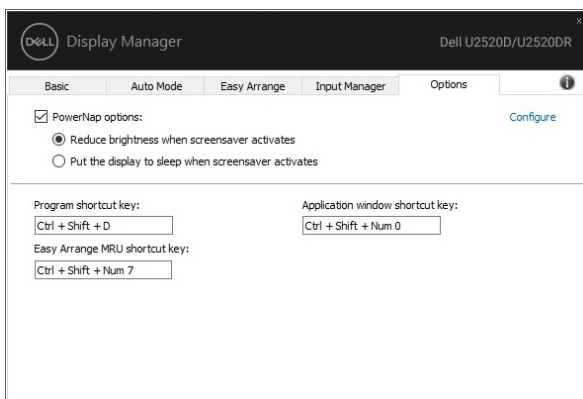 DELL Display Manager Dell U2520D/U2520DR
Basic Auto Mode Easy Arrange Input Manager Options
PowerNap options: Configure
Reduce brightness when screensaver activates
Put the display to sleep when screensaver activates
Program shortcut key: Application window shortcut key:
Ctrl + Shift + D Ctrl + Shift + Num 0
Easy Arrange MRU shortcut key:
Ctrl + Shift + Num 7